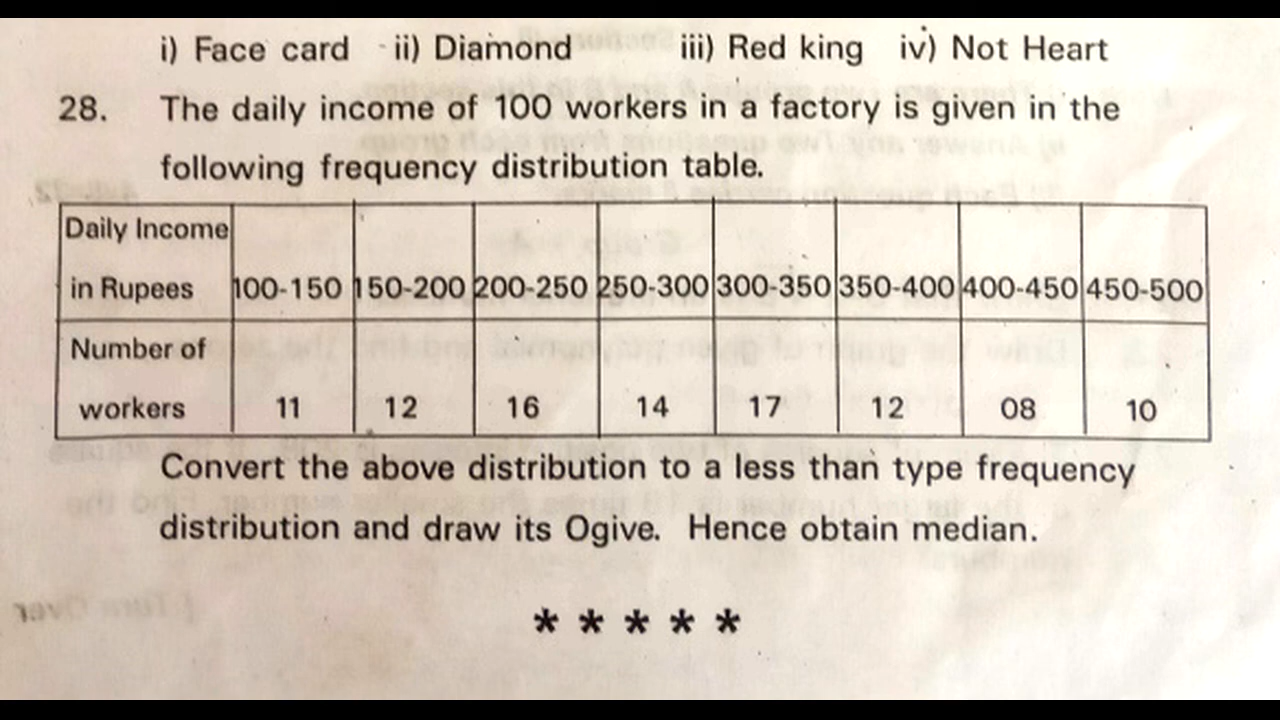 i) Face card ii) Diamond iii) Red king iv) Not Heart
28. The daily income of 100 workers in a factory is given in the
following frequency distribution table.
Daily Income
in Rupees 100-150 150-200 200-250 250-300 300-350 350-400 400-450 450-500
Number of
workers 11 12 16 14 17 12 08 10
Convert the above distribution to a less than type frequency
distribution and draw its Ogive. Hence obtain median.
* * * * *